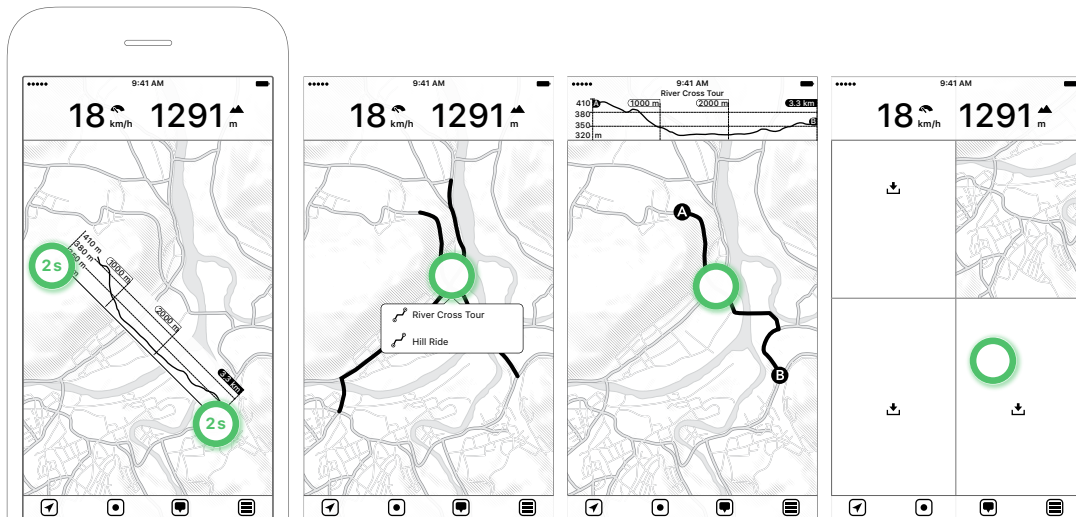 9:41 AM
18 km/h 1291 m
410 m
380 m
m
1000 m
2000 m
3.3 km
2s
2s
9:41 AM
18 km/h 1291 m
River Cross Tour
Hill Ride
9:41 AM
River Cross Tour
410 A 1000 m 2000 m 3.3 km
380
350 B
320 m
A
B
9:41 AM
18 km/h 1291 m